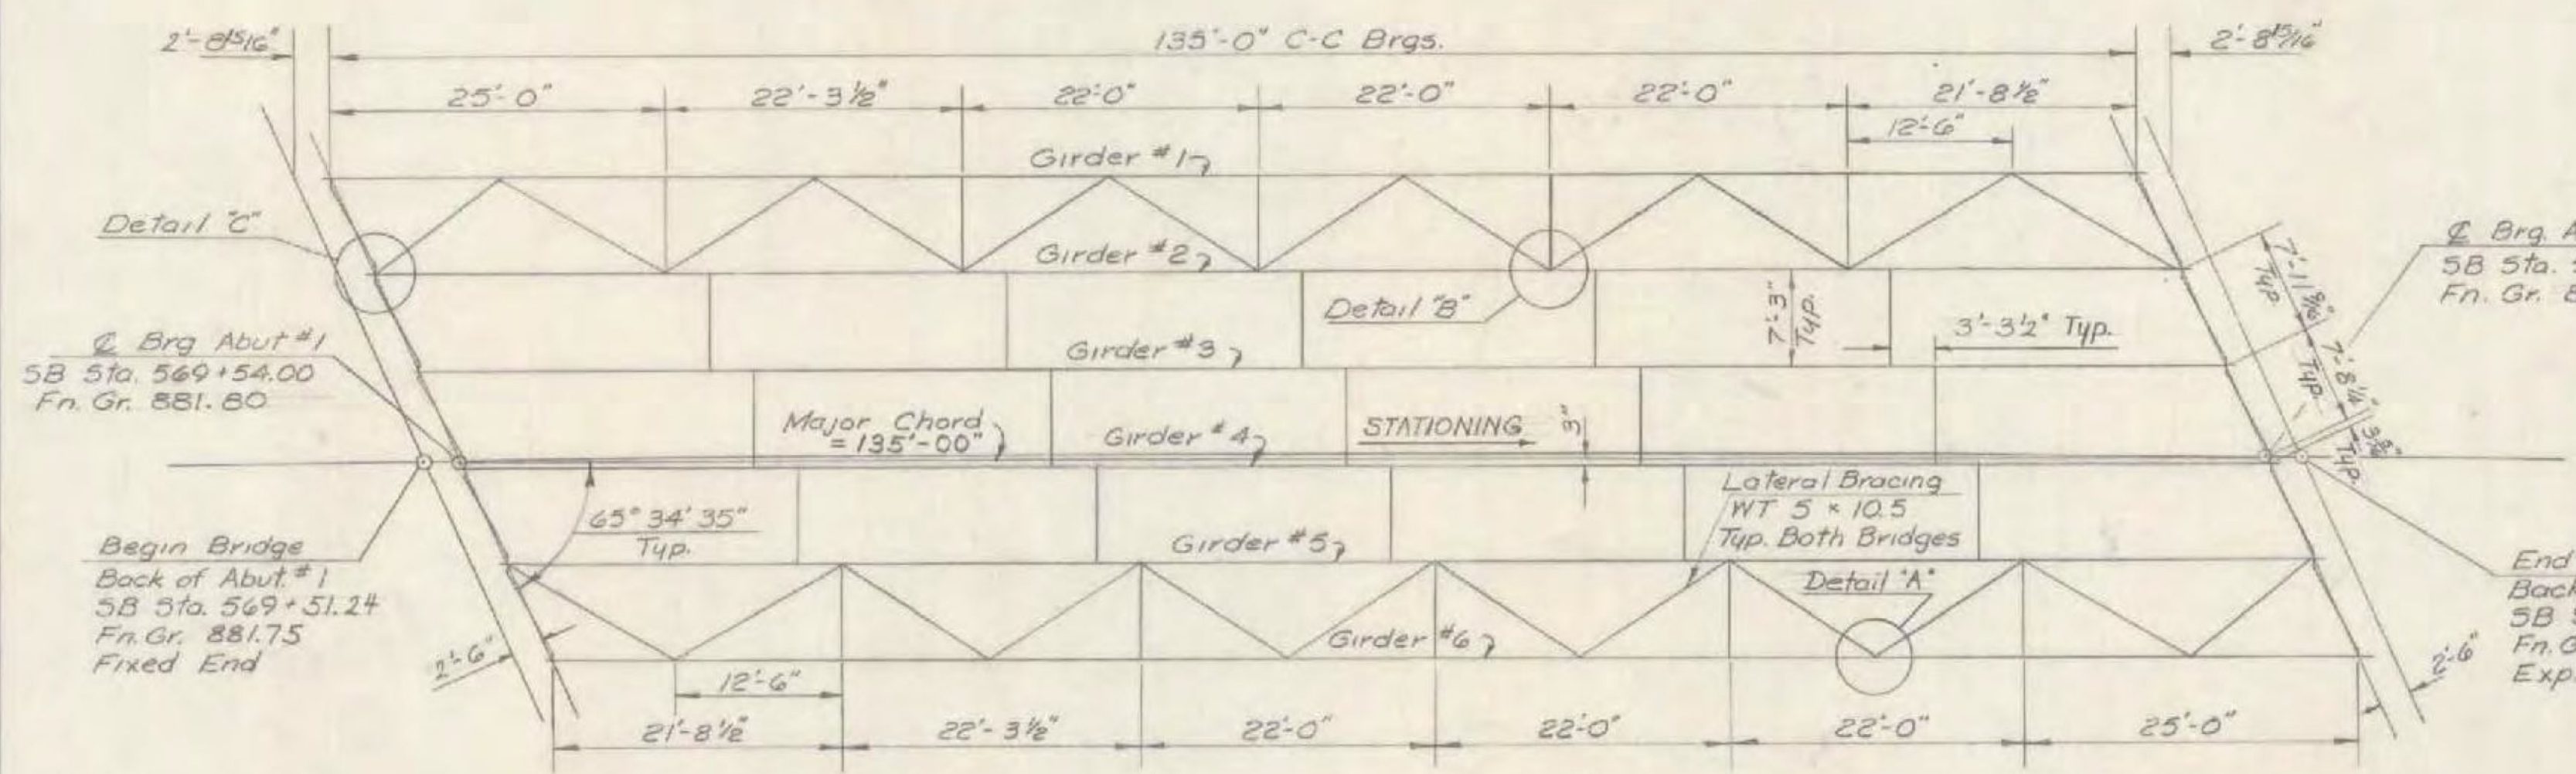 2'-8 15/16"
135'-0" C-C Brgs.
2'-8 15/16"
25'-0"
22'-3 1/2"
22'-0"
22'-0"
22'-0"
21'-8 1/2"
12'-6"
Girder #1
Detail "C"
Girder #2
Detail "B"
7'-3"
Typ.
3'-3 1/2" Typ.
7'-11 9/16"
Typ.
7'-8 1/4"
Typ.
Typ.
℄ Brg. A
SB Sta.
Fn. Gr. 8
℄ Brg Abut #1
SB Sta. 569+54.00
Fn. Gr. 881.80
Girder #3
Major Chord
= 135'-00"
Girder #4
STATIONING
3"
65° 34' 35"
Typ.
Girder #5
Lateral Bracing
WT 5 x 10.5
Typ. Both Bridges
Detail "A"
Girder #6
Begin Bridge
Back of Abut. #1
SB Sta. 569+51.24
Fn. Gr. 881.75
Fixed End
2'-6"
End
Back
SB
Fn. G
Exp.
2'-6"
12'-6"
21'-8 1/2"
22'-3 1/2"
22'-0"
22'-0"
22'-0"
25'-0"